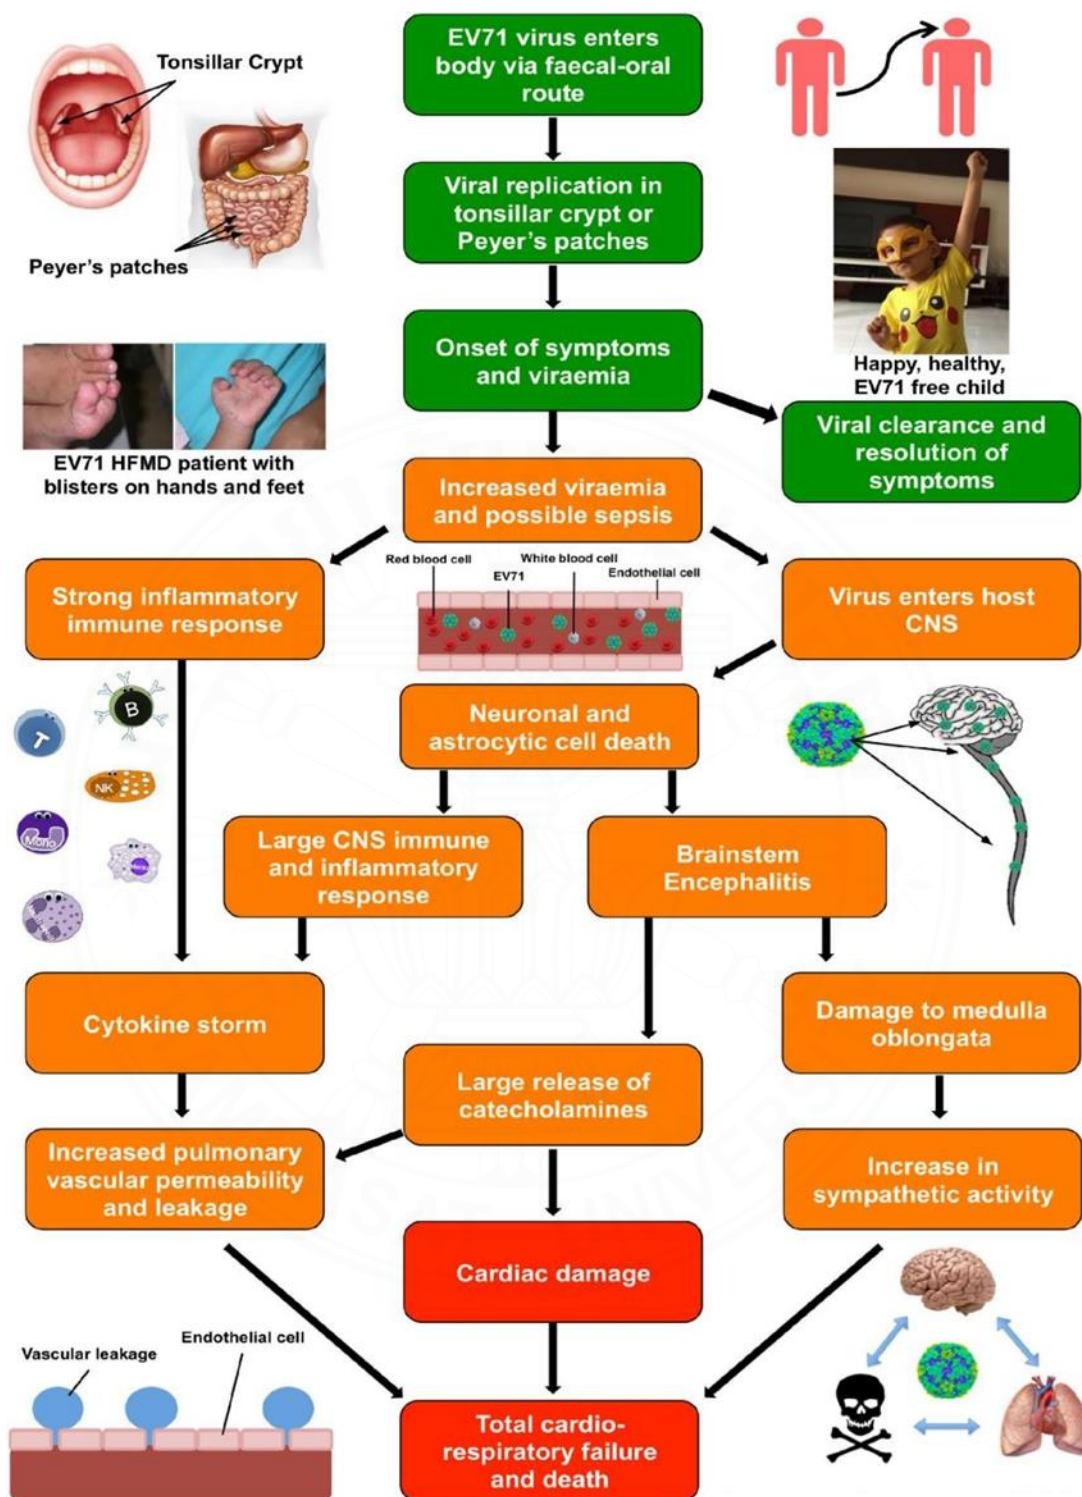 EV71 virus enters
body via faecal-oral
route
Tonsillar Crypt
Peyer's patches
Viral replication in
tonsillar crypt or
Peyer's patches
Onset of symptoms
and viraemia
Happy, healthy,
EV71 free child
EV71 HFMD patient with
blisters on hands and feet
Viral clearance and
resolution of
symptoms
Increased viraemia
and possible sepsis
Red blood cell
EV71
White blood cell
Endothelial cell
Strong inflammatory
immune response
Virus enters host
CNS
Neuronal and
astrocytic cell death
B
T
NK
Mono
Large CNS immune
and inflammatory
response
Brainstem
Encephalitis
Cytokine storm
Damage to medulla
oblongata
Large release of
catecholamines
Increased pulmonary
vascular permeability
and leakage
Increase in
sympathetic activity
Cardiac damage
Vascular leakage
Endothelial cell
Total cardio-
respiratory failure
and death